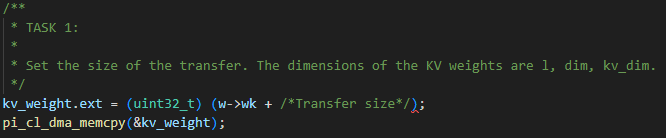 /**
 * TASK 1:
 *
 * Set the size of the transfer. The dimensions of the KV weights are l, dim, kv_dim.
 */
kv_weight.ext = (uint32_t) (w->wk + /*Transfer size*/);
pi_cl_dma_memcpy(&kv_weight);